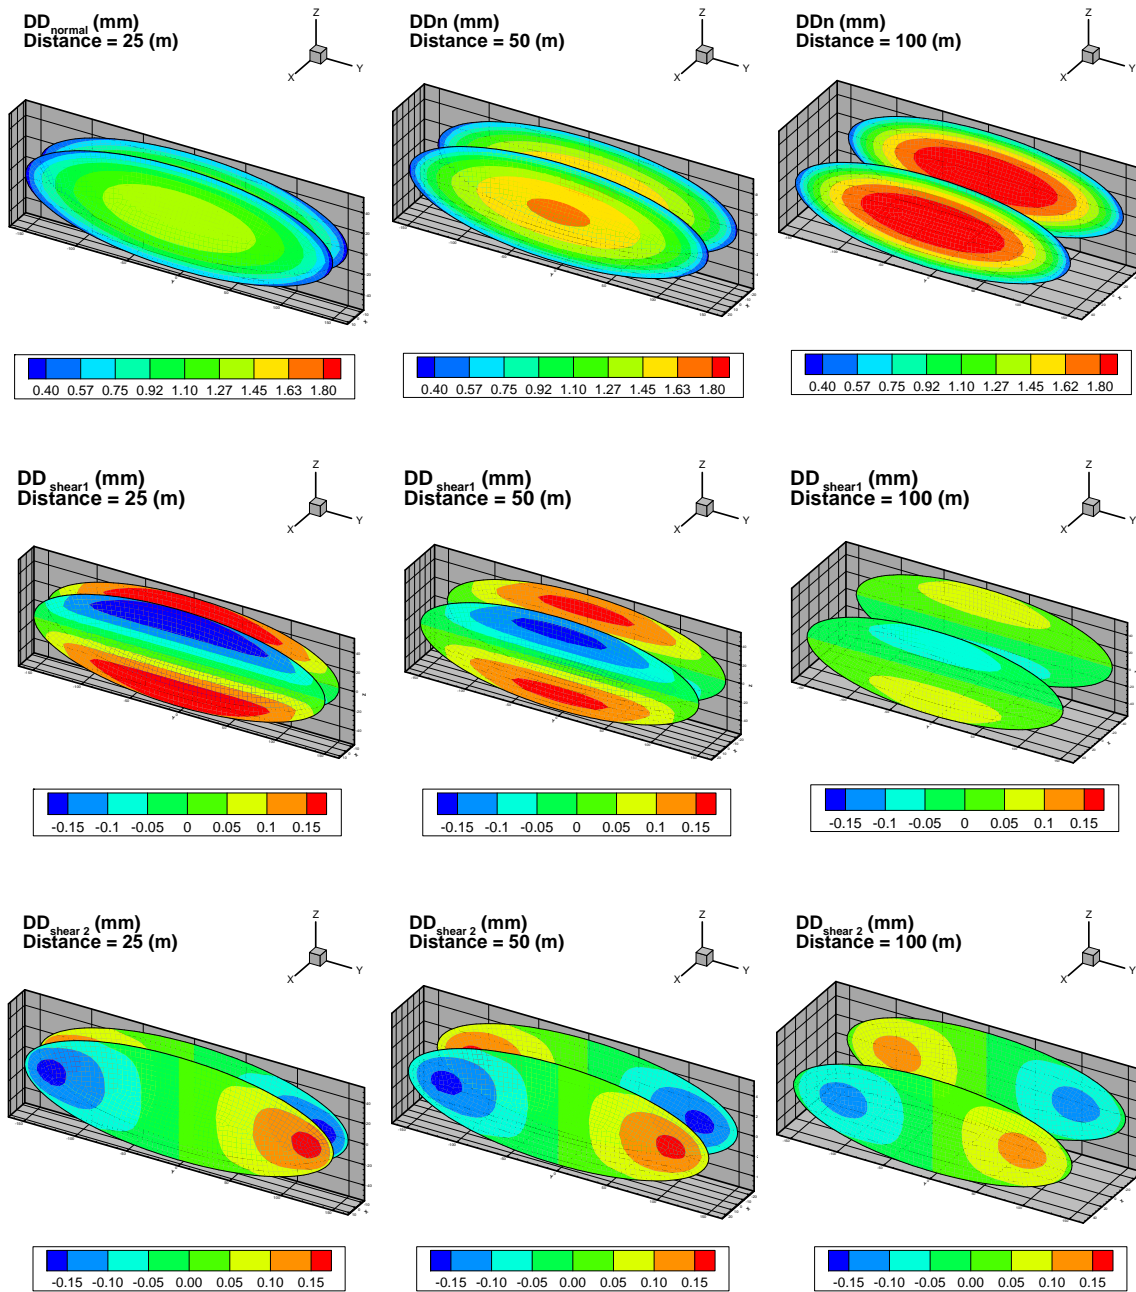 DD_normal (mm)
Distance = 25 (m)
Z
X
Y
0.40 0.57 0.75 0.92 1.10 1.27 1.45 1.63 1.80
DDn (mm)
Distance = 50 (m)
Z
X
Y
0.40 0.57 0.75 0.92 1.10 1.27 1.45 1.63 1.80
DDn (mm)
Distance = 100 (m)
Z
X
Y
0.40 0.57 0.75 0.92 1.10 1.27 1.45 1.62 1.80
DD_shear1 (mm)
Distance = 25 (m)
Z
X
Y
-0.15 -0.1 -0.05 0 0.05 0.1 0.15
DD_shear1 (mm)
Distance = 50 (m)
Z
X
Y
-0.15 -0.1 -0.05 0 0.05 0.1 0.15
DD_shear1 (mm)
Distance = 100 (m)
Z
X
Y
-0.15 -0.1 -0.05 0 0.05 0.1 0.15
DD_shear 2 (mm)
Distance = 25 (m)
Z
X
Y
-0.15 -0.10 -0.05 0.00 0.05 0.10 0.15
DD_shear 2 (mm)
Distance = 50 (m)
Z
X
Y
-0.15 -0.10 -0.05 0.00 0.05 0.10 0.15
DD_shear 2 (mm)
Distance = 100 (m)
Z
X
Y
-0.15 -0.10 -0.05 0.00 0.05 0.10 0.15